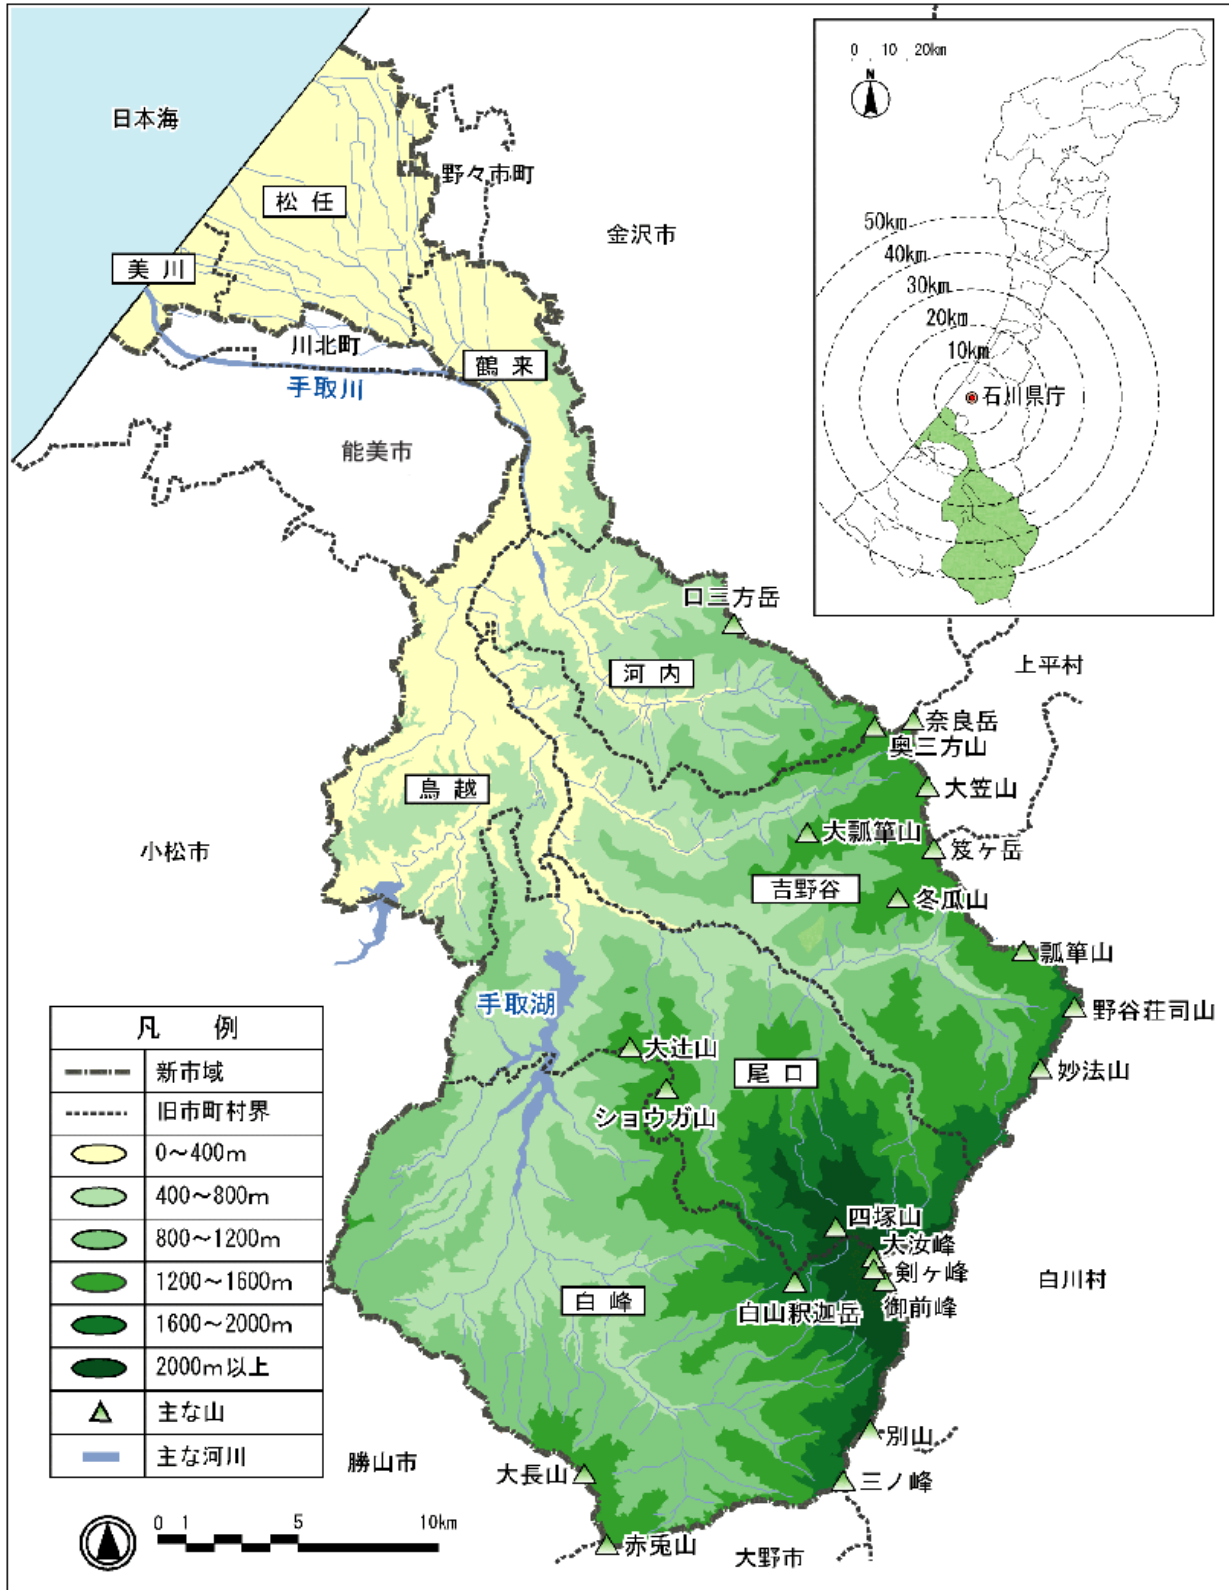 日本海
松任
美川
野々市町
金沢市
川北町
鶴来
手取川
能美市
0 10 20km
N
50km
40km
30km
20km
10km
石川県庁
口三方岳
河内
上平村
奈良岳
奥三方山
鳥越
大笠山
大瓢箪山
笈ヶ岳
小松市
吉野谷
冬瓜山
瓢箪山
手取湖
野谷荘司山
大辻山
尾口
妙法山
ショウガ山
四塚山
大汝峰
剣ヶ峰
白山釈迦岳
御前峰
白川村
白峰
別山
勝山市
大長山
三ノ峰
赤兎山
大野市
凡例
新市域
旧市町村界
0～400m
400～800m
800～1200m
1200～1600m
1600～2000m
2000m以上
主な山
主な河川
0 1 5 10km